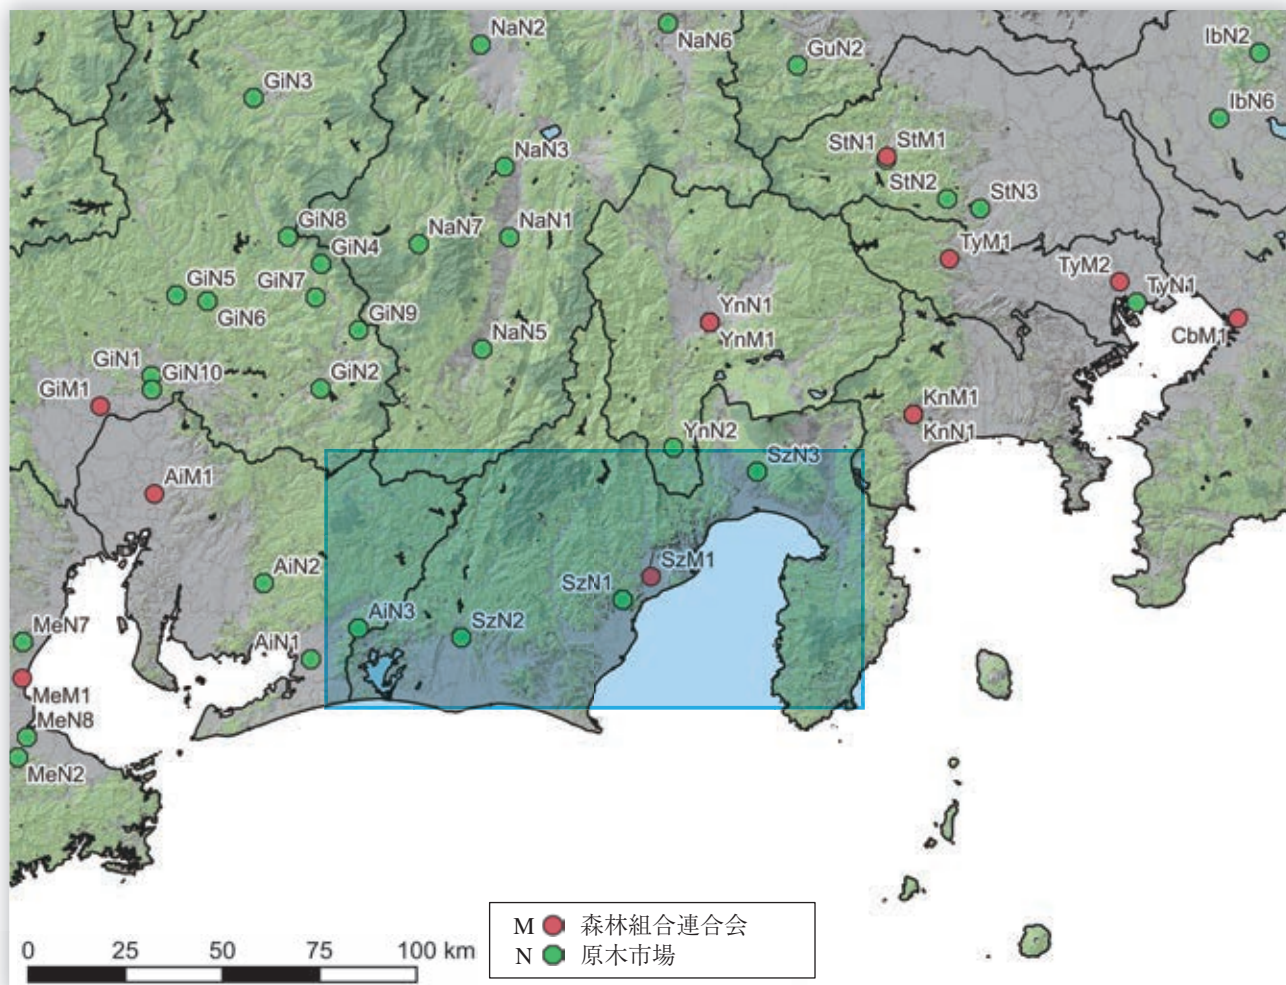 NaN2
NaN6
GuN2
IbN2
GiN3
IbN6
NaN3
StN1
StM1
StN2
StN3
GiN8
NaN7
NaN1
GiN4
TyM1
TyM2
GiN5
GiN7
TyN1
GiN6
GiN9
YnN1
YnM1
CbM1
NaN5
GiN1
GiN10
GiN2
GiM1
KnM1
KnN1
YnN2
SzN3
AiM1
AiN2
SzM1
SzN1
AiN3
SzN2
MeN7
AiN1
MeM1
MeN8
MeN2
M 森林組合連合会
N 原木市場
0 25 50 75 100 km